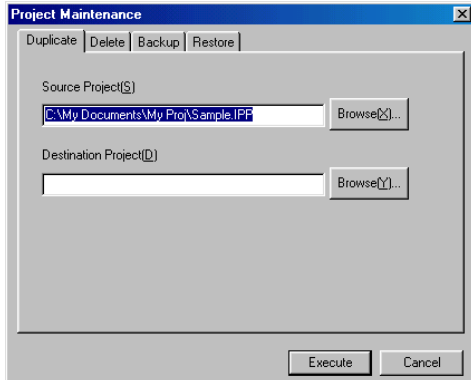 Project Maintenance
Duplicate Delete Backup Restore
Source Project(S)
C:\My Documents\My Proj\Sample.IPP
Browse(X)...
Destination Project(D)
Browse(Y)...
Execute Cancel